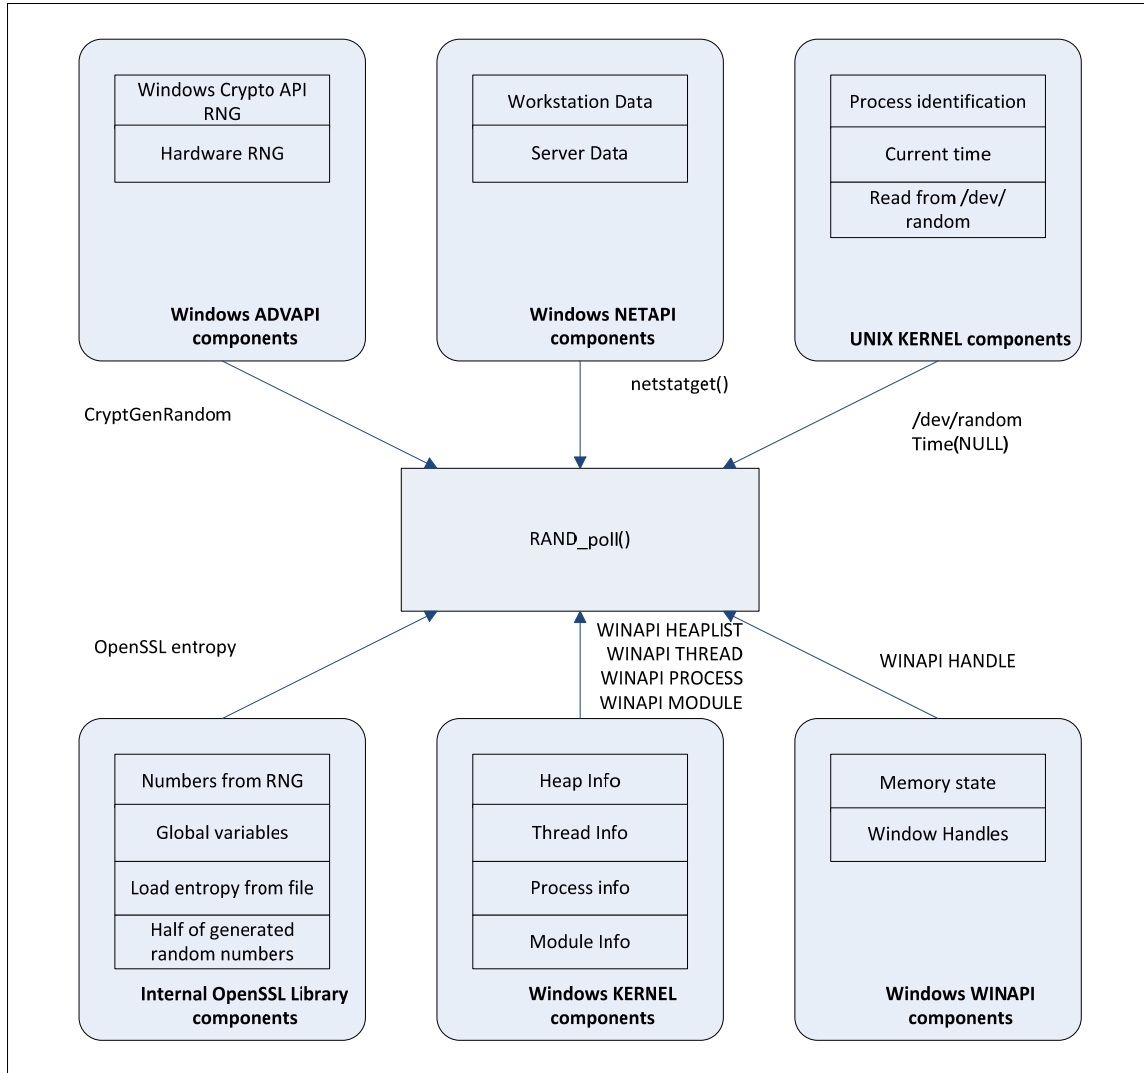 Windows Crypto API
RNG
Hardware RNG
Windows ADVAPI
components
Workstation Data
Server Data
Windows NETAPI
components
Process identification
Current time
Read from /dev/
random
UNIX KERNEL components
CryptGenRandom
netstatget()
/dev/random
Time(NULL)
RAND_poll()
OpenSSL entropy
WINAPI HEAPLIST
WINAPI THREAD
WINAPI PROCESS
WINAPI MODULE
WINAPI HANDLE
Numbers from RNG
Global variables
Load entropy from file
Half of generated
random numbers
Internal OpenSSL Library
components
Heap Info
Thread Info
Process info
Module Info
Windows KERNEL
components
Memory state
Window Handles
Windows WINAPI
components